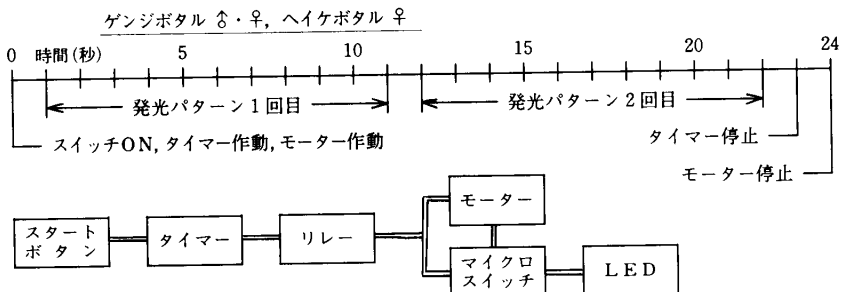 ゲンジボタル ♂・♀, ヘイケボタル ♀
0 時間(秒) 5 10 15 20 24
発光パターン1回目 発光パターン2回目
スイッチON, タイマー作動, モーター作動
タイマー停止
モーター停止
スタート
ボタン
タイマー
リレー
モーター
マイクロ
スイッチ
LED